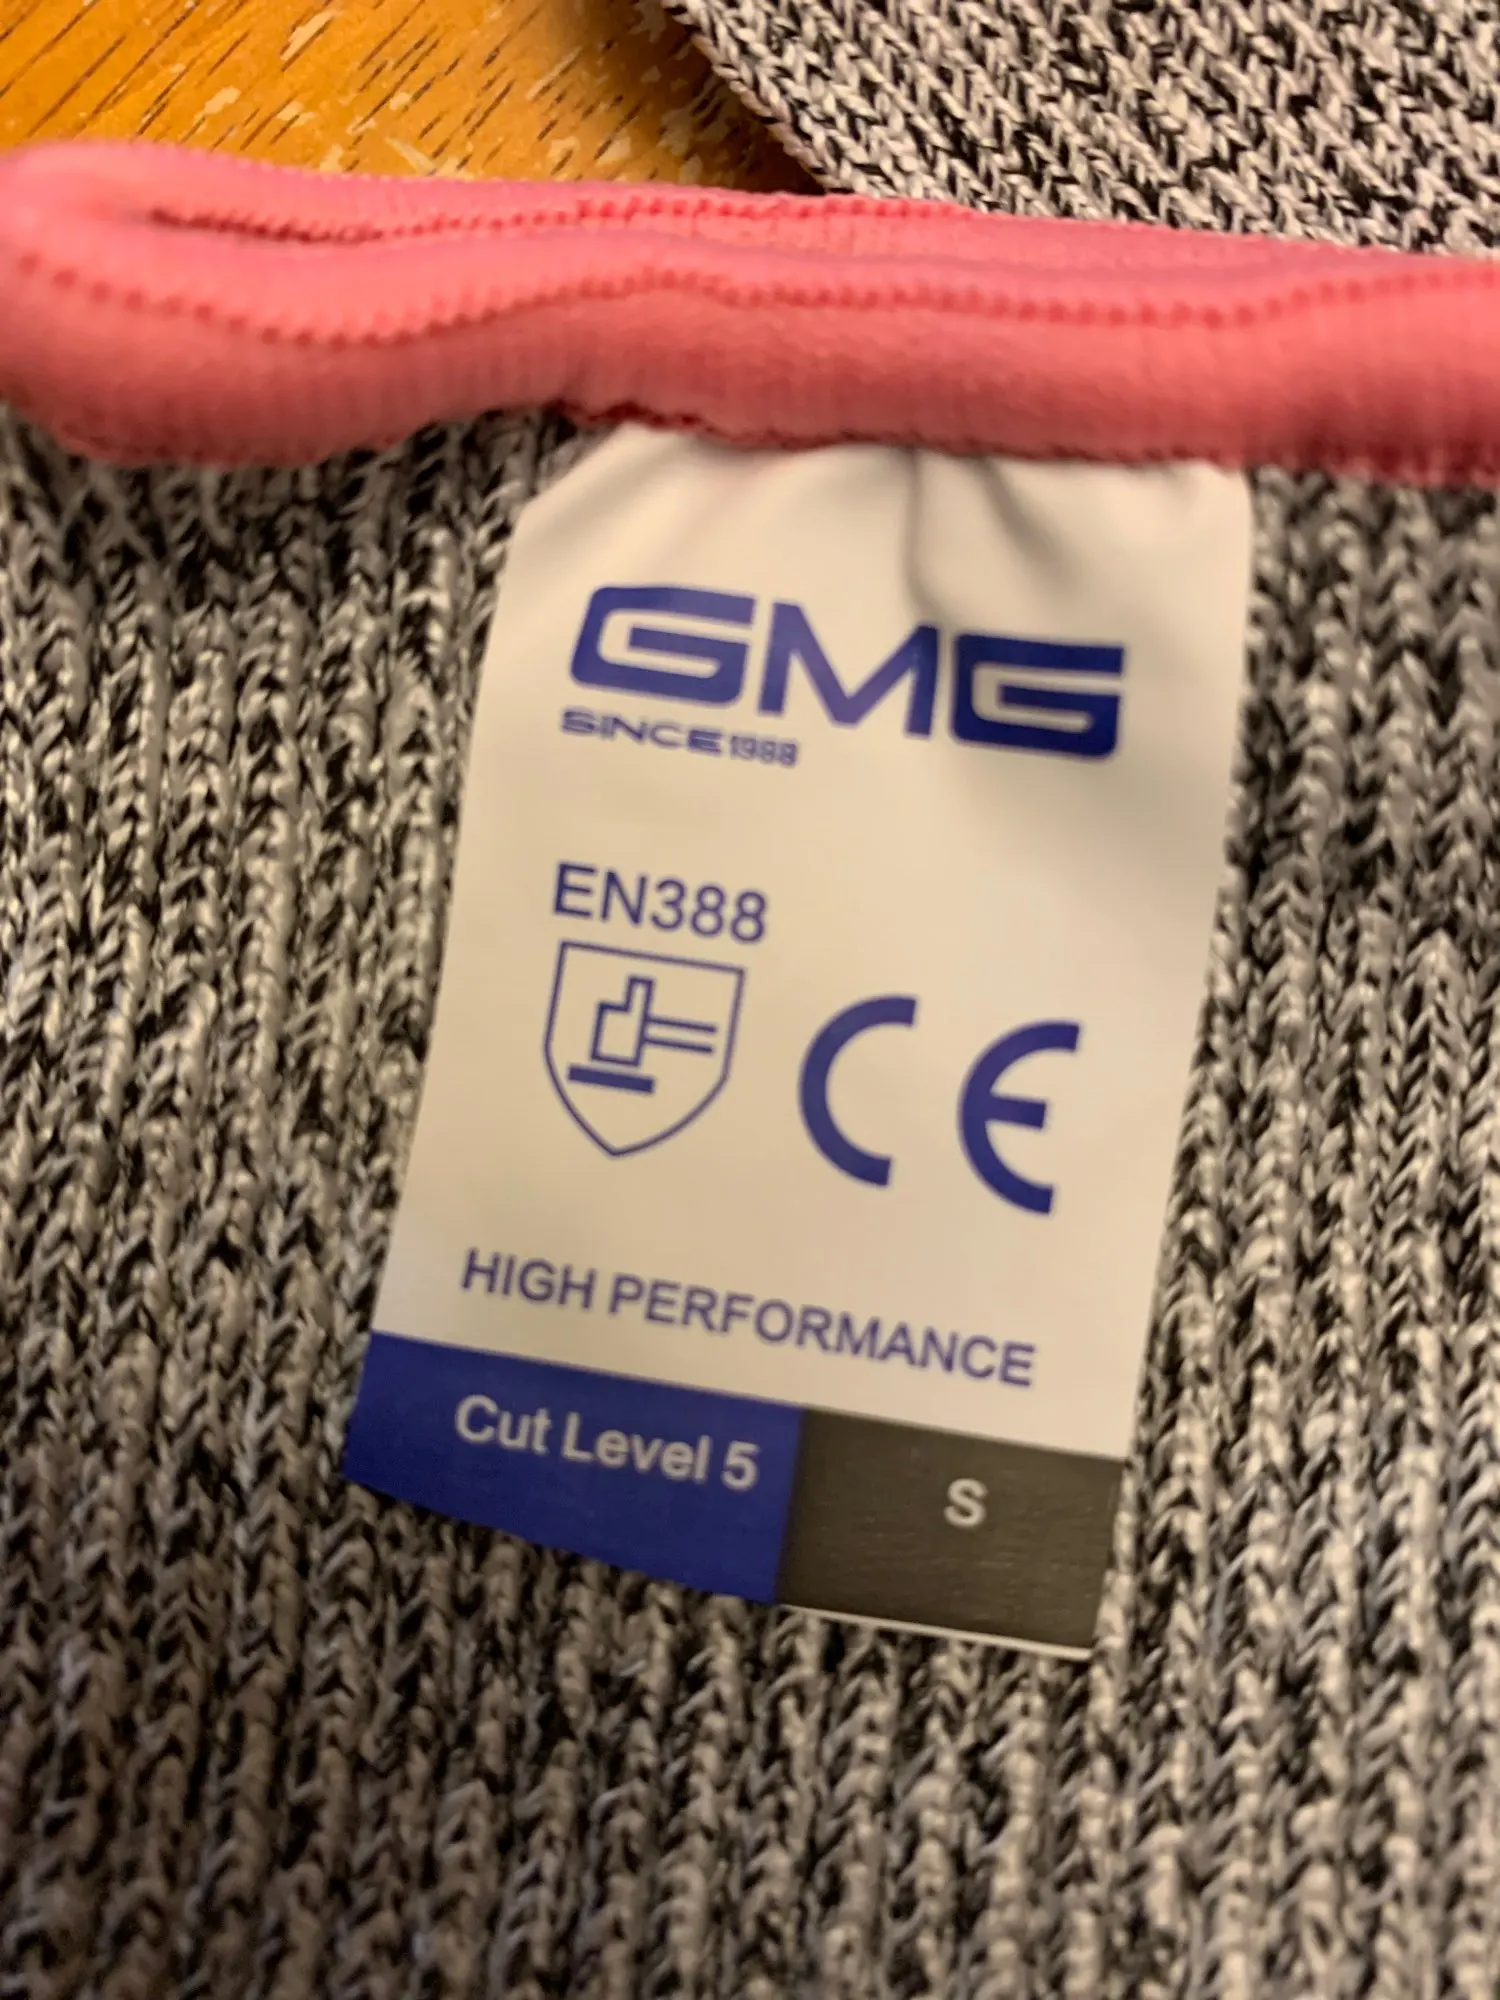 GMG
SINCE1988
EN388
CE
HIGH PERFORMANCE
Cut Level 5
S